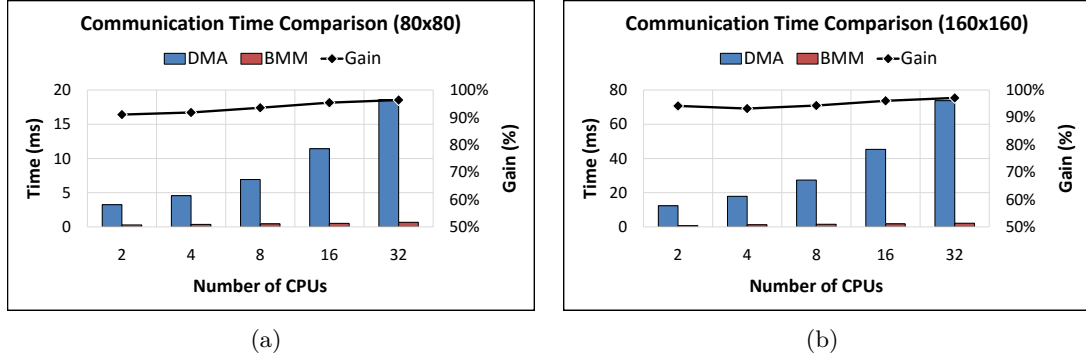 Communication Time Comparison (80x80)
DMA BMM Gain
20 100%
15 90%
80%
10
70%
5 60%
0 50%
Time (ms)
Gain (%)
2 4 8 16 32
Number of CPUs
(a)
Communication Time Comparison (160x160)
DMA BMM Gain
80 100%
90%
60
80%
40
70%
20
60%
0 50%
Time (ms)
Gain (%)
2 4 8 16 32
Number of CPUs
(b)